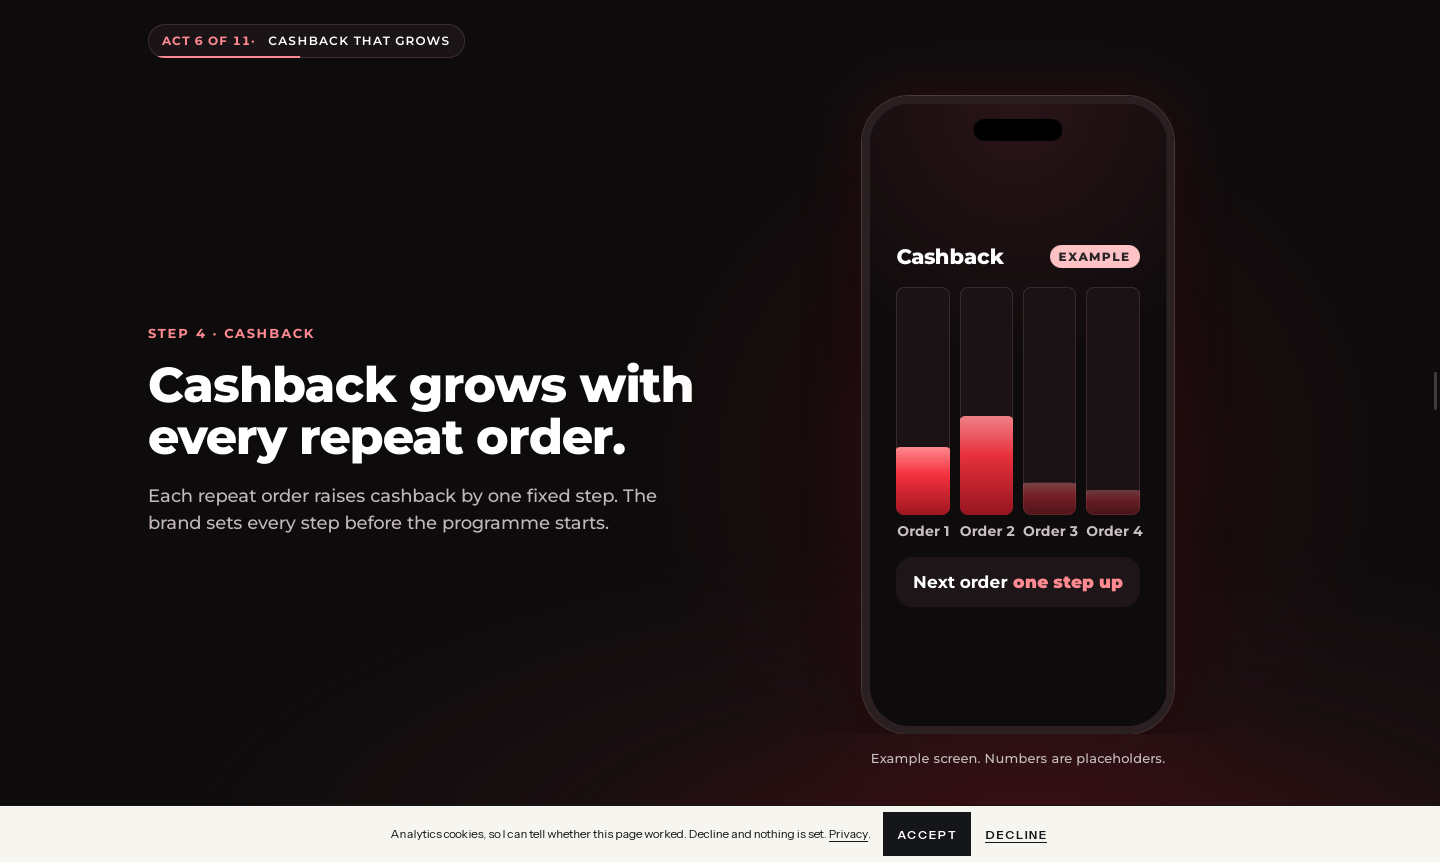 ACT 6 OF 11· CASHBACK THAT GROWS
STEP 4 · CASHBACK
Cashback grows with
every repeat order.
Each repeat order raises cashback by one fixed step. The
brand sets every step before the programme starts.
Cashback EXAMPLE
Order 1 Order 2 Order 3 Order 4
Next order one step up
Example screen. Numbers are placeholders.
Analytics cookies, so I can tell whether this page worked. Decline and nothing is set. Privacy. ACCEPT DECLINE